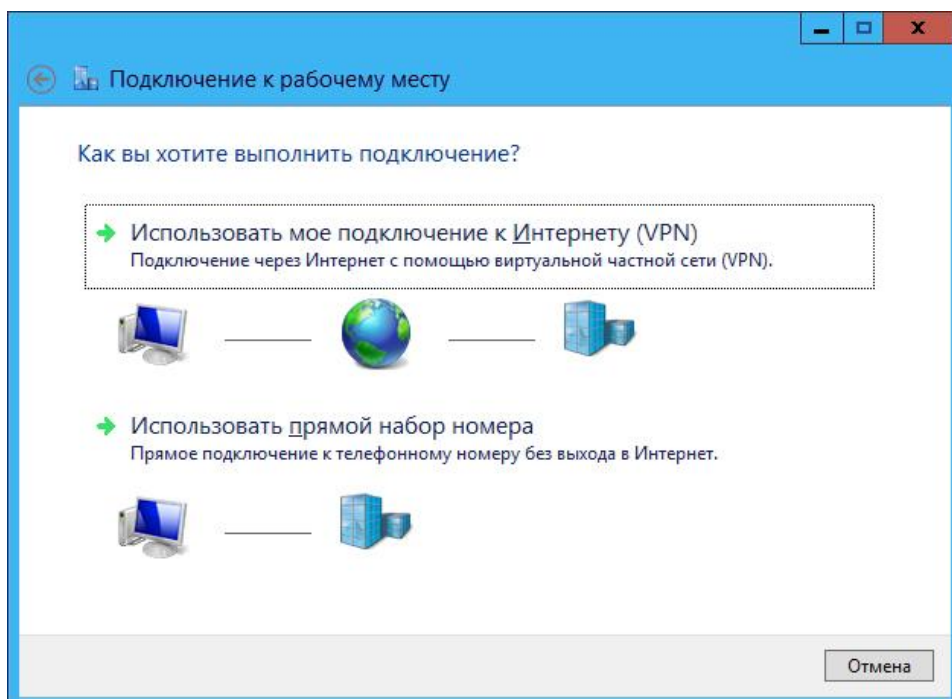 Подключение к рабочему месту
Как вы хотите выполнить подключение?
Использовать мое подключение к Интернету (VPN)
Подключение через Интернет с помощью виртуальной частной сети (VPN).
Использовать прямой набор номера
Прямое подключение к телефонному номеру без выхода в Интернет.
Отмена